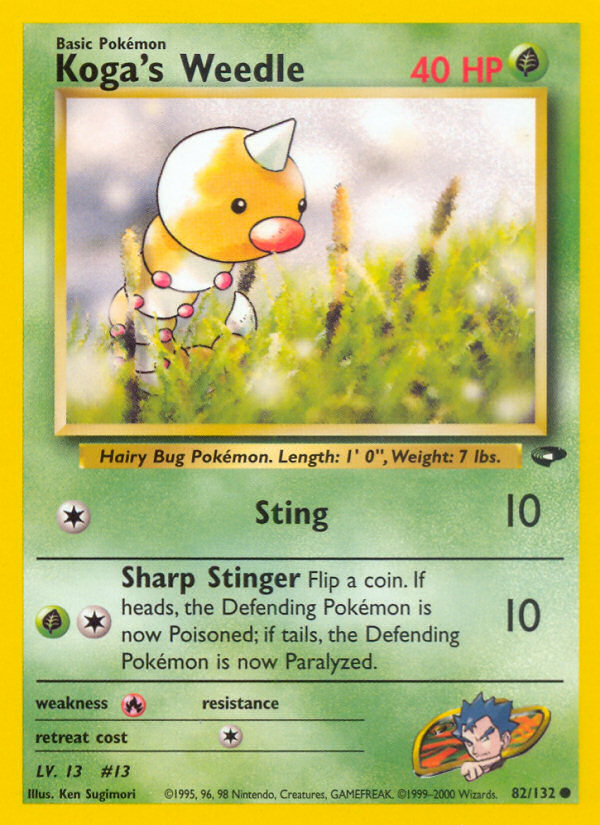 Basic Pokémon
Koga's Weedle
40 HP
Hairy Bug Pokémon. Length: 1' 0", Weight: 7 lbs.
Sting 10
Sharp Stinger Flip a coin. If
heads, the Defending Pokémon is
now Poisoned; if tails, the Defending
Pokémon is now Paralyzed.
10
weakness resistance
retreat cost
LV. 13 #13
Illus. Ken Sugimori ©1995, 96, 98 Nintendo, Creatures, GAMEFREAK. ©1999-2000 Wizards. 82/132